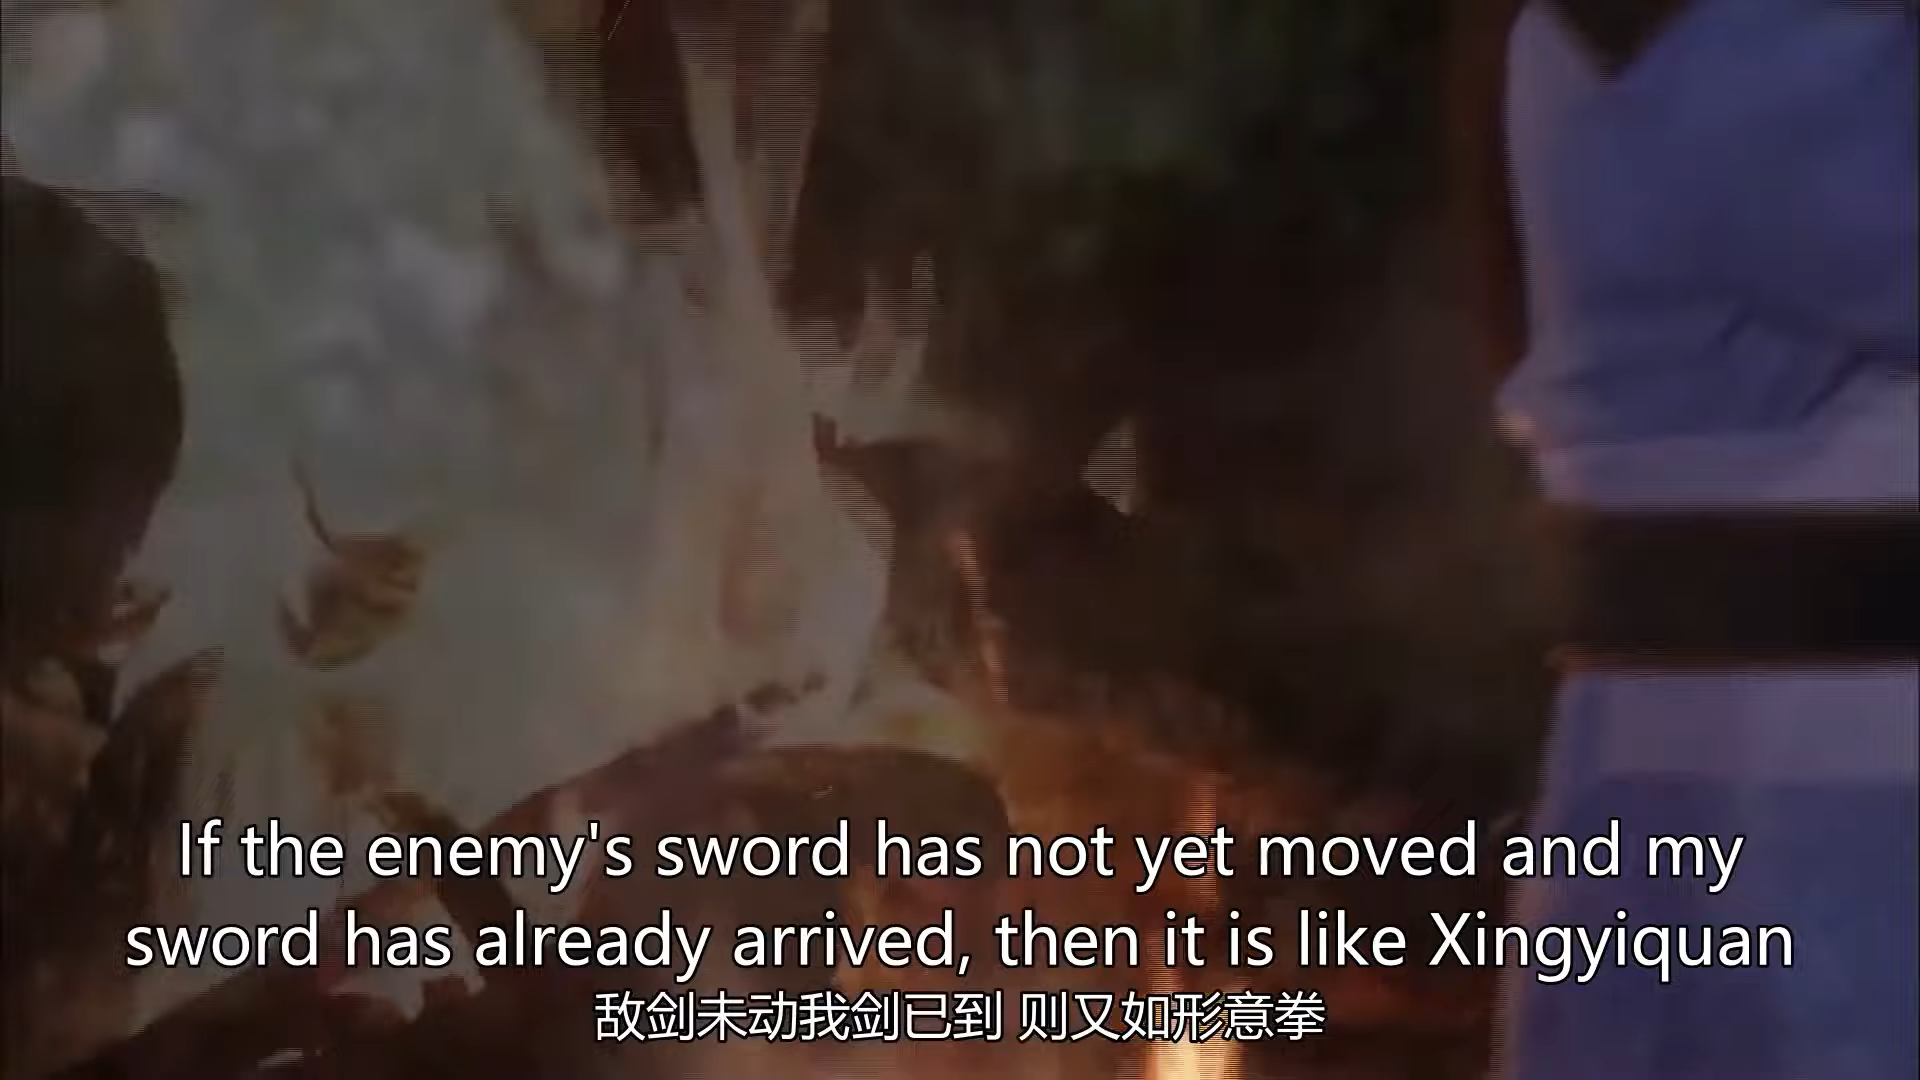 If the enemy's sword has not yet moved and my
sword has already arrived, then it is like Xingyiquan
敌剑未动我剑已到 则又如形意拳